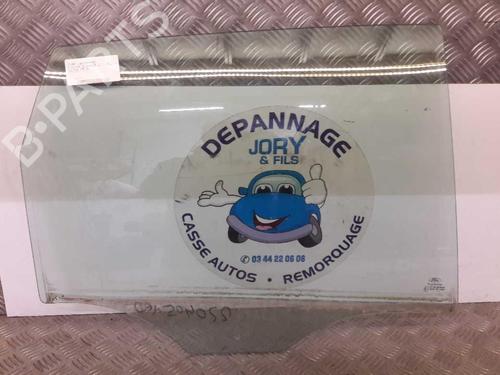 B-PARTS
DEPANNAGE
JORY
& FILS
✆ 03 44 22 06 06
CASSE AUTOS • REMORQUAGE